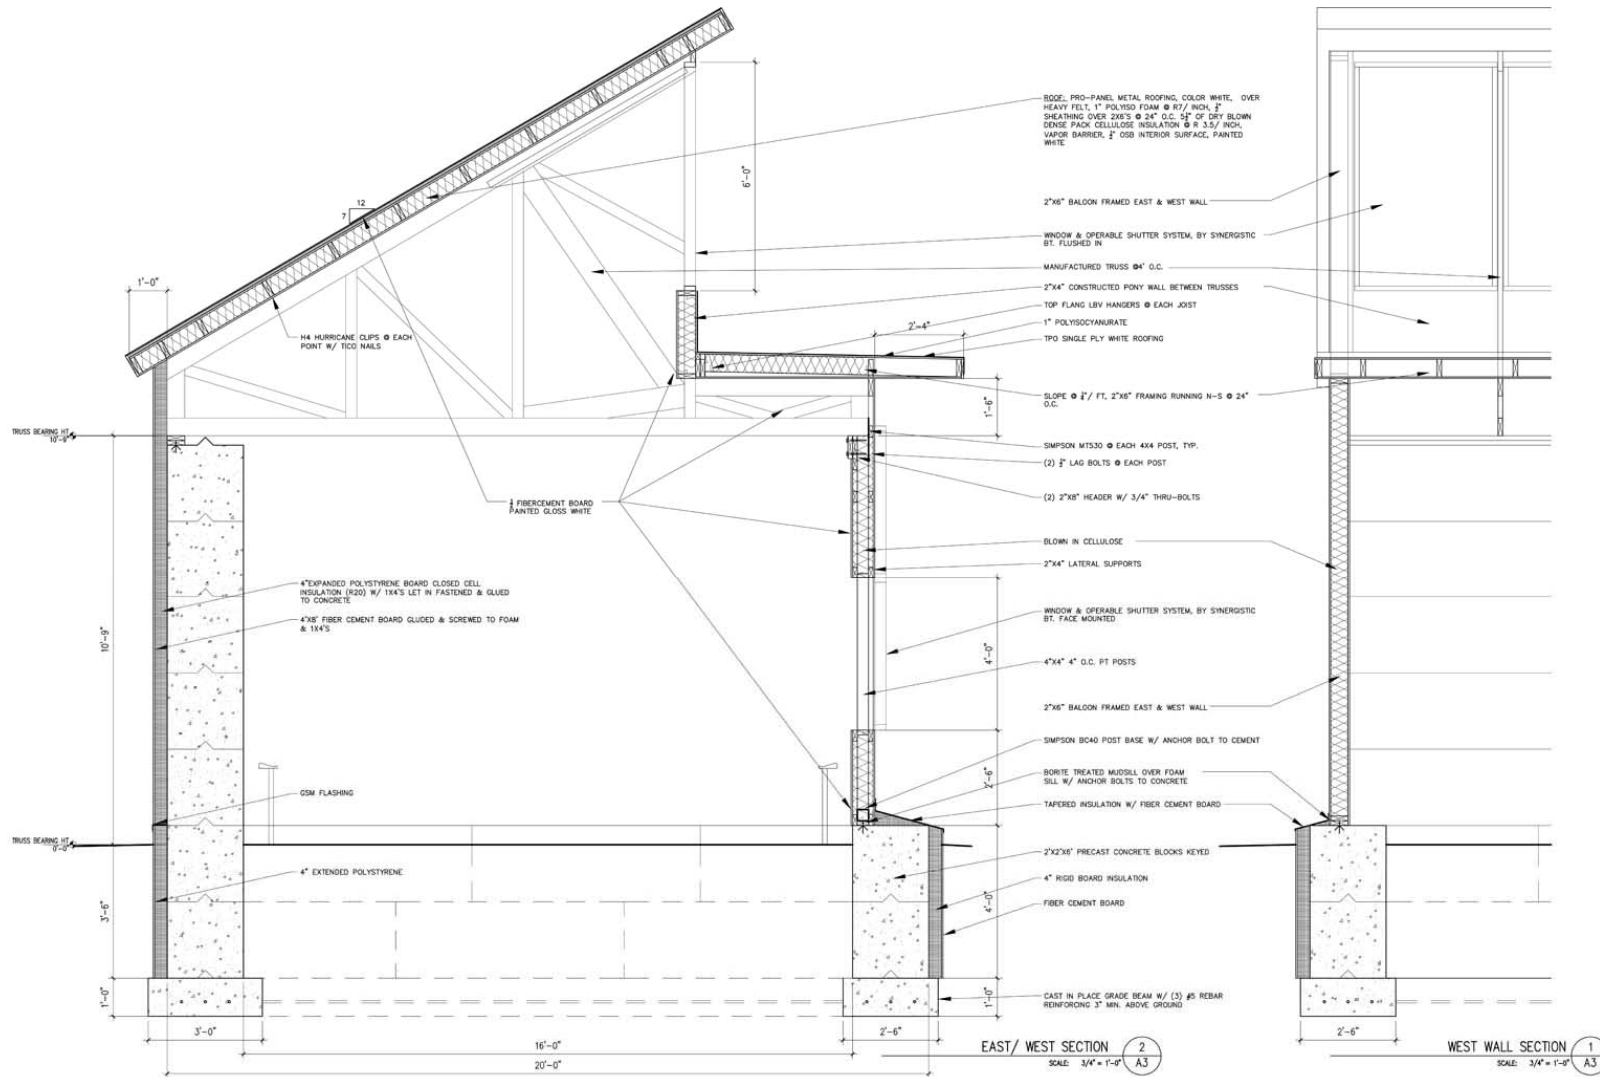 ROOF: PRO-PANEL METAL ROOFING, COLOR WHITE, OVER
HEAVY FELT, 1" POLYISO FOAM @ R7/ INCH,
SHEATHING OVER 2X6'S @ 24" O.C. 5½" OF DRY BLOWN
DENSE PACK CELLULOSE INSULATION @ R 3.5/ INCH,
VAPOR BARRIER, OSB INTERIOR SURFACE, PAINTED
WHITE
6'-0"
12
7
2"X6" BALOON FRAMED EAST & WEST WALL
WINDOW & OPERABLE SHUTTER SYSTEM, BY SYNERGISTIC
BT. FLUSHED IN
MANUFACTURED TRUSS @4' O.C.
1'-0"
2"X4" CONSTRUCTED PONY WALL BETWEEN TRUSSES
TOP FLANG LBV HANGERS @ EACH JOIST
1" POLYISOCYANURATE
2'-4"
TPO SINGLE PLY WHITE ROOFING
H4 HURRICANE CLIPS @ EACH
POINT W/ TICO NAILS
SLOPE @ / FT, 2"X6" FRAMING RUNNING N-S @ 24"
O.C.
1'-6"
TRUSS BEARING HT
10'-9"
SIMPSON MTS30 @ EACH 4X4 POST, TYP.
(2) LAG BOLTS @ EACH POST
(2) 2"X8" HEADER W/ 3/4" THRU-BOLTS
FIBERCEMENT BOARD
PAINTED GLOSS WHITE
BLOWN IN CELLULOSE
2"X4" LATERAL SUPPORTS
4"EXPANDED POLYSTYRENE BOARD CLOSED CELL
INSULATION (R20) W/ 1X4'S LET IN FASTENED & GLUED
TO CONCRETE
4"X8' FIBER CEMENT BOARD GLUDED & SCREWED TO FOAM
& 1X4'S
WINDOW & OPERABLE SHUTTER SYSTEM, BY SYNERGISTIC
BT. FACE MOUNTED
10'-9"
4'-0"
4"X4" 4" O.C. PT POSTS
2"X6" BALOON FRAMED EAST & WEST WALL
SIMPSON BC40 POST BASE W/ ANCHOR BOLT TO CEMENT
BORITE TREATED MUDSILL OVER FOAM
SILL W/ ANCHOR BOLTS TO CONCRETE
2'-6"
GSM FLASHING
TAPERED INSULATION W/ FIBER CEMENT BOARD
TRUSS BEARING HT
0'-0"
2'X2'X6' PRECAST CONCRETE BLOCKS KEYED
4" EXTENDED POLYSTYRENE
4" RIGID BOARD INSULATION
3'-6"
4'-0"
FIBER CEMENT BOARD
1'-0"
1'-0"
CAST IN PLACE GRADE BEAM W/ (3) #5 REBAR
REINFORCING 3" MIN. ABOVE GROUND
3'-0"
2'-6"
2'-6"
16'-0"
20'-0"
EAST/ WEST SECTION
SCALE: 3/4" = 1'-0"
2
A3
WEST WALL SECTION
SCALE: 3/4" = 1'-0"
1
A3